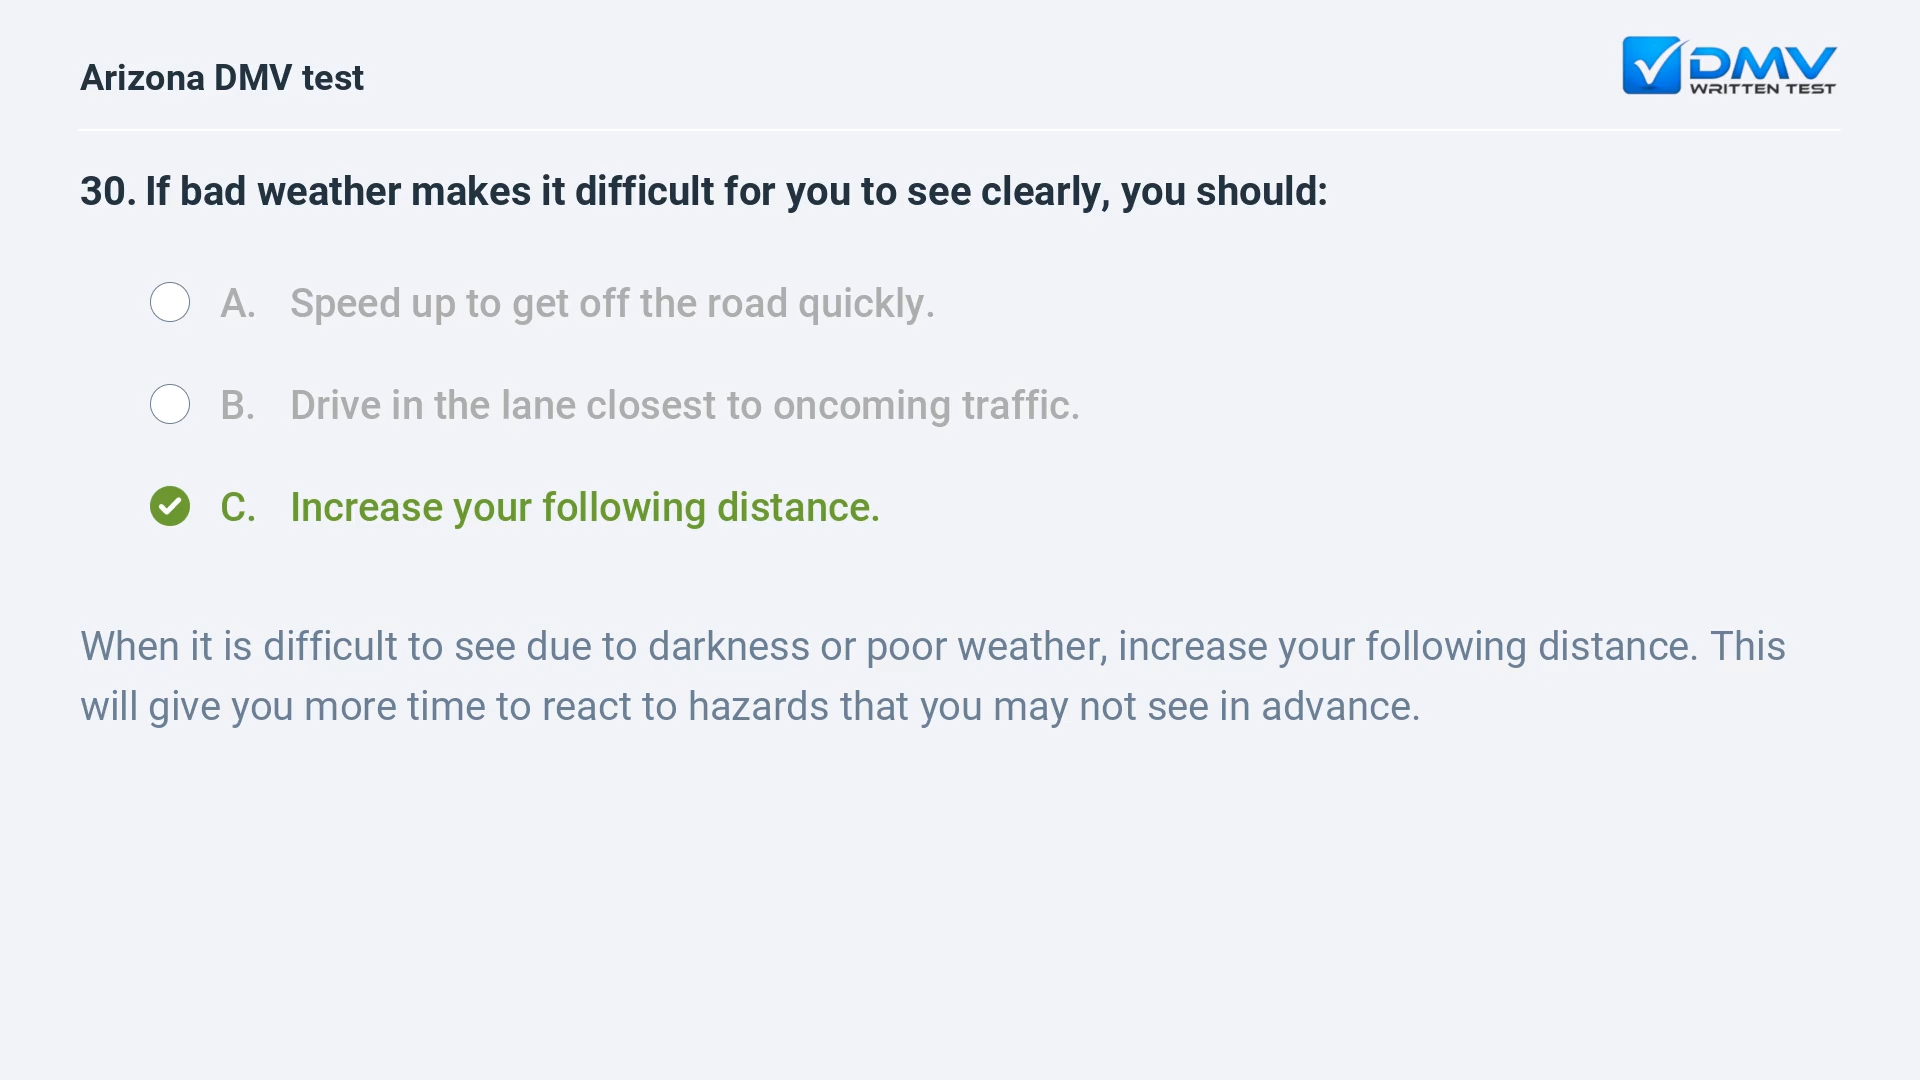 Arizona DMV test
DMV
WRITTEN TEST
30. If bad weather makes it difficult for you to see clearly, you should:
A. Speed up to get off the road quickly.
B. Drive in the lane closest to oncoming traffic.
C. Increase your following distance.
When it is difficult to see due to darkness or poor weather, increase your following distance. This
will give you more time to react to hazards that you may not see in advance.